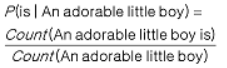 P(is | An adorable little boy) =
Count(An adorable little boy is)
Count(An adorable little boy)